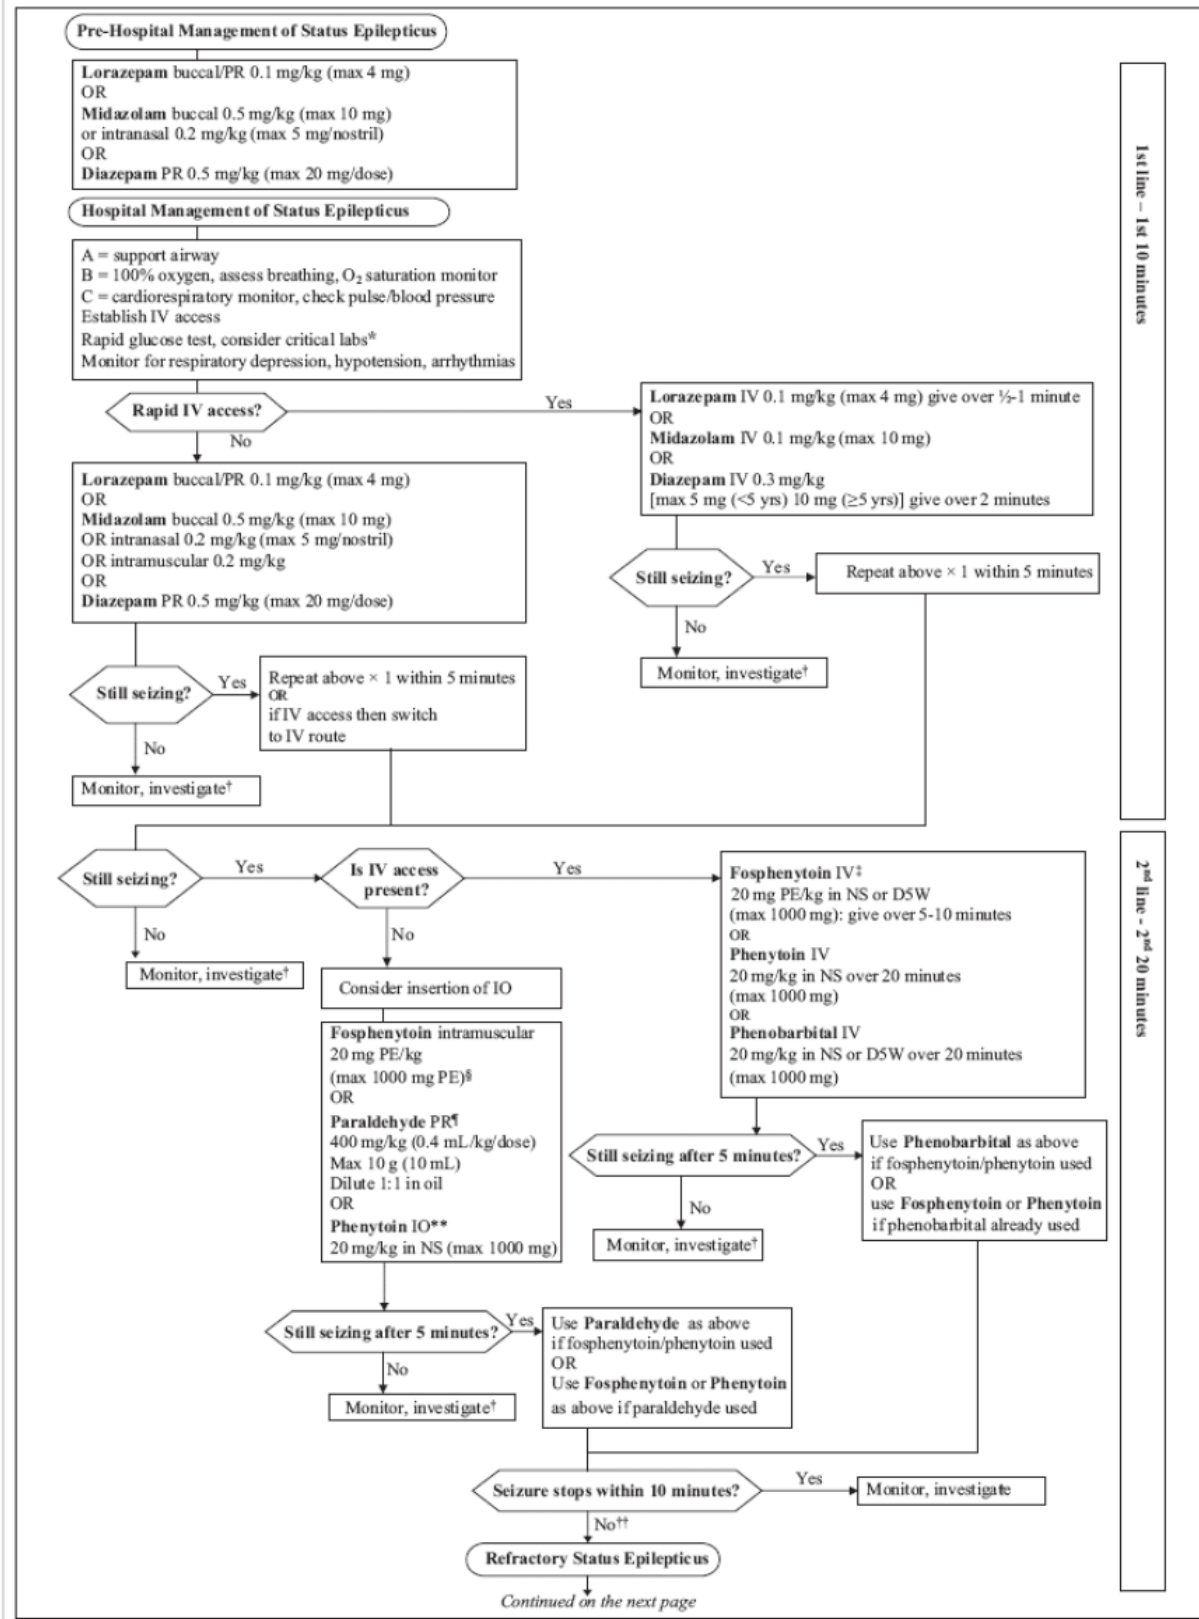 Pre-Hospital Management of Status Epilepticus
Lorazepam buccal/PR 0.1 mg/kg (max 4 mg)
OR
Midazolam buccal 0.5 mg/kg (max 10 mg)
or intranasal 0.2 mg/kg (max 5 mg/nostril)
OR
Diazepam PR 0.5 mg/kg (max 20 mg/dose)
Hospital Management of Status Epilepticus
A = support airway
B = 100% oxygen, assess breathing, O₂ saturation monitor
C = cardiorespiratory monitor, check pulse/blood pressure
Establish IV access
Rapid glucose test, consider critical labs*
Monitor for respiratory depression, hypotension, arrhythmias
1st line – 1st 10 minutes
Rapid IV access?
Yes
No
Lorazepam IV 0.1 mg/kg (max 4 mg) give over ½-1 minute
OR
Midazolam IV 0.1 mg/kg (max 10 mg)
OR
Diazepam IV 0.3 mg/kg
[max 5 mg (<5 yrs) 10 mg (≥5 yrs)] give over 2 minutes
Lorazepam buccal/PR 0.1 mg/kg (max 4 mg)
OR
Midazolam buccal 0.5 mg/kg (max 10 mg)
OR intranasal 0.2 mg/kg (max 5 mg/nostril)
OR intramuscular 0.2 mg/kg
OR
Diazepam PR 0.5 mg/kg (max 20 mg/dose)
Still seizing?
Yes
Repeat above × 1 within 5 minutes
No
Monitor, investigate†
Still seizing?
Yes
Repeat above × 1 within 5 minutes
OR
if IV access then switch
to IV route
No
Monitor, investigate†
Still seizing?
Yes
Is IV access
present?
Yes
No
Monitor, investigate†
No
Consider insertion of IO
Fosphenytoin IV‡
20 mg PE/kg in NS or D5W
(max 1000 mg): give over 5-10 minutes
OR
Phenytoin IV
20 mg/kg in NS over 20 minutes
(max 1000 mg)
OR
Phenobarbital IV
20 mg/kg in NS or D5W over 20 minutes
(max 1000 mg)
2nd line - 2nd 20 minutes
Fosphenytoin intramuscular
20 mg PE/kg
(max 1000 mg PE)§
OR
Paraldehyde PR¶
400 mg/kg (0.4 mL/kg/dose)
Max 10 g (10 mL)
Dilute 1:1 in oil
OR
Phenytoin IO**
20 mg/kg in NS (max 1000 mg)
Still seizing after 5 minutes?
Yes
Use Phenobarbital as above
if fosphenytoin/phenytoin used
OR
use Fosphenytoin or Phenytoin
if phenobarbital already used
No
Monitor, investigate†
Still seizing after 5 minutes?
Yes
Use Paraldehyde as above
if fosphenytoin/phenytoin used
OR
Use Fosphenytoin or Phenytoin
as above if paraldehyde used
No
Monitor, investigate†
Seizure stops within 10 minutes?
Yes
Monitor, investigate
No††
Refractory Status Epilepticus
Continued on the next page